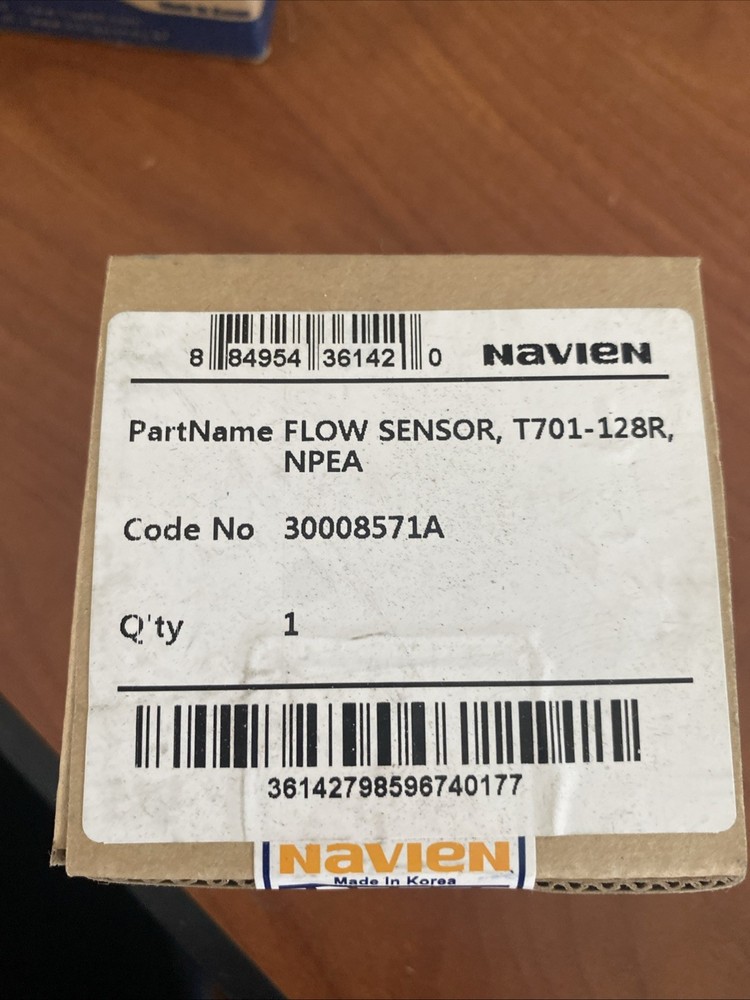 8 84954 36142 0 NAVIEN
PartName FLOW SENSOR, T701-128R,
NPEA
Code No 30008571A
Q'ty 1
36142798596740177
NAVIEN
Made In Korea